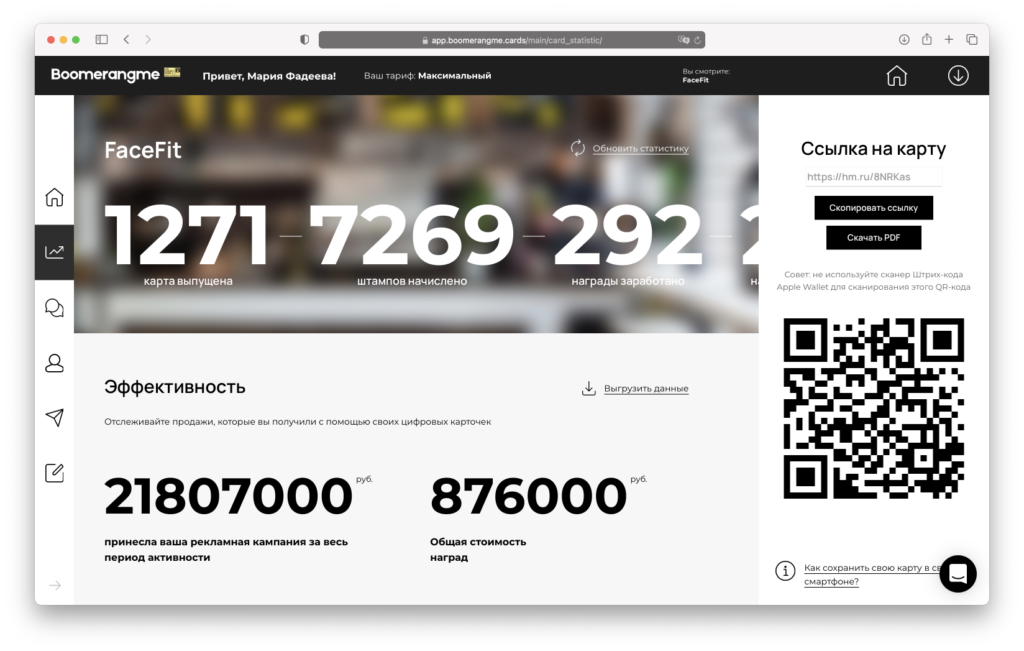 app.boomerangme.cards/main/card_statistic/
Boomerangme
Привет, Мария Фадеева!
Ваш тариф: Максимальный
Вы смотрите:
FaceFit
FaceFit
Обновить статистику
1271 — 7269 — 292 —
карта выпущена
штампов начислено
награды заработано
Эффективность
Выгрузить данные
Отслеживайте продажи, которые вы получили с помощью своих цифровых карточек
21807000 руб.
принесла ваша рекламная кампания за весь
период активности
876000 руб.
Общая стоимость
наград
Ссылка на карту
https://hm.ru/8NRKas
Скопировать ссылку
Скачать PDF
Совет: не используйте сканер Штрих-кода
Apple Wallet для сканирования этого QR-кода
Как сохранить свою карту в
смартфоне?